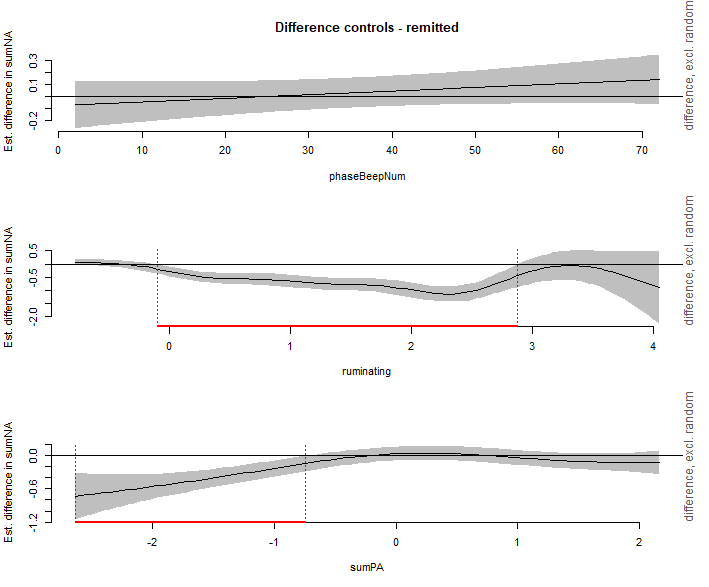 Difference controls - remitted
Est. difference in sumNA
0.3
0.1
-0.2
0 10 20 30 40 50 60 70
phaseBeepNum
difference, excl. random
Est. difference in sumNA
0.5
-0.5
-2.0
0 1 2 3 4
ruminating
difference, excl. random
Est. difference in sumNA
0.0
-0.6
-1.2
-2 -1 0 1 2
sumPA
difference, excl. random